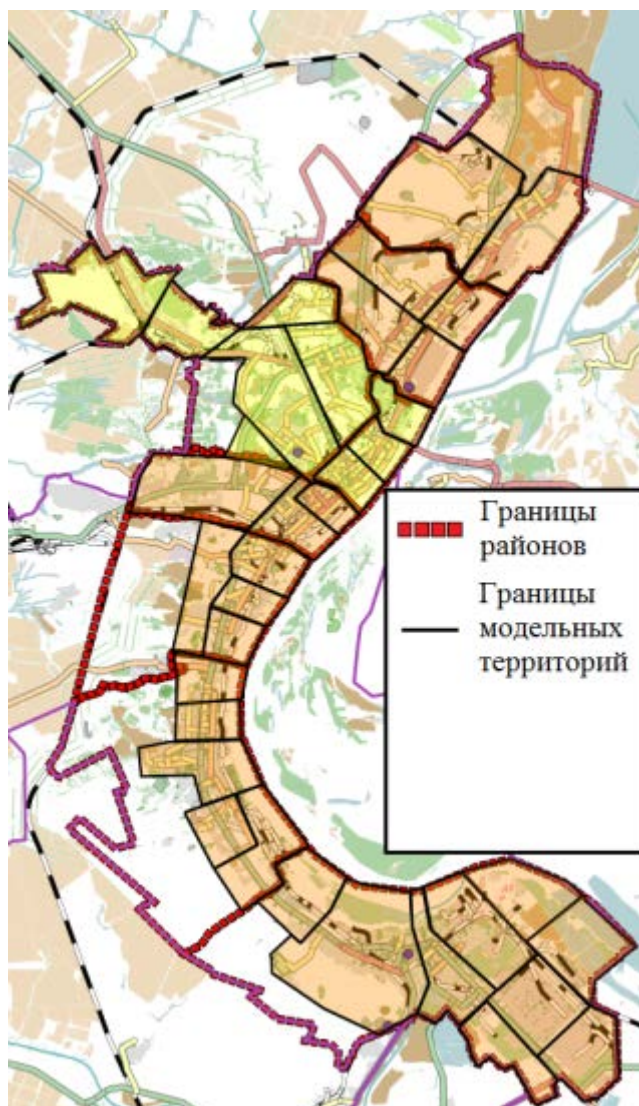 Границы
районов
Границы
модельных
территорий